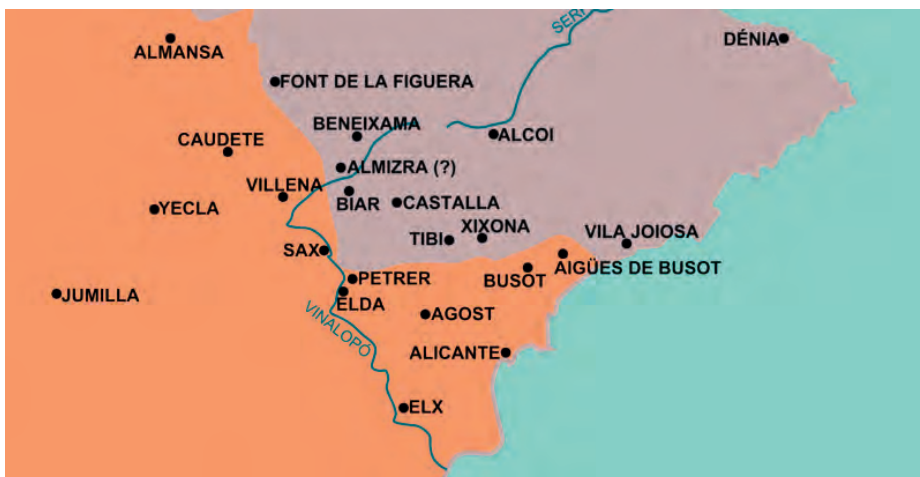 SERP
DÉNIA
ALMANSA
FONT DE LA FIGUERA
BENEIXAMA
ALCOI
CAUDETE
ALMIZRA (?)
VILLENA
BIAR
CASTALLA
YECLA
XIXONA
VILA JOIOSA
TIBI
SAX
AIGÜES DE BUSOT
PETRER
BUSOT
ELDA
JUMILLA
AGOST
VINALOPÓ
ALICANTE
ELX